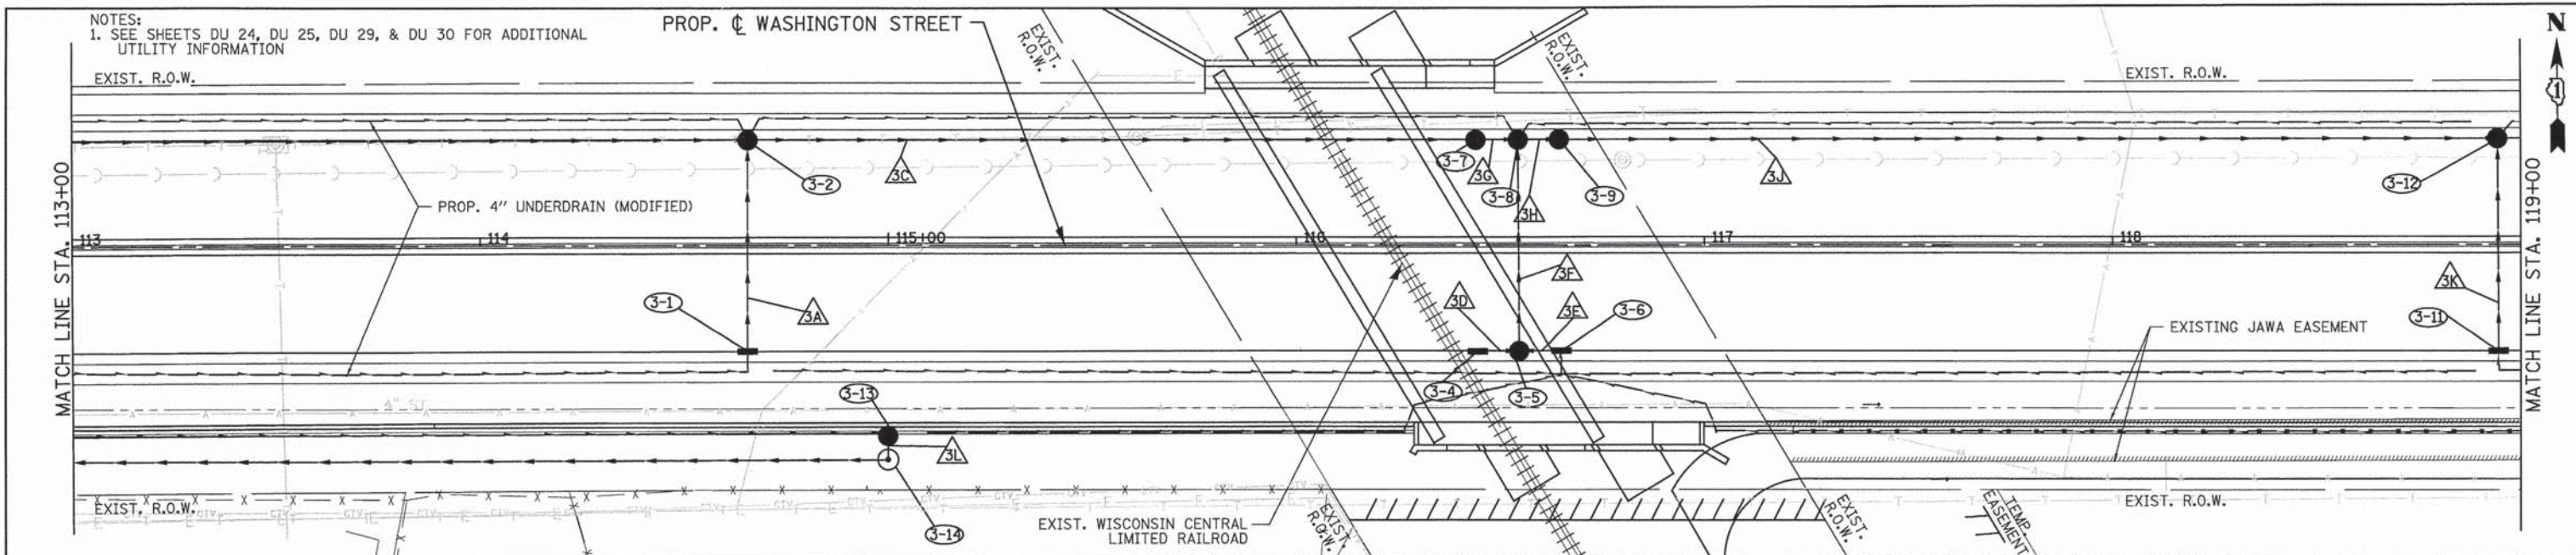 NOTES:
1. SEE SHEETS DU 24, DU 25, DU 29, & DU 30 FOR ADDITIONAL
UTILITY INFORMATION
PROP. ℄ WASHINGTON STREET
EXIST.
R.O.W.
EXIST.
R.O.W.
N
1
EXIST. R.O.W.
EXIST. R.O.W.
MATCH LINE STA. 113+00
MATCH LINE STA. 119+00
3-2
3C
3-7
3G
3-8
3H
3-9
3J
3-12
PROP. 4" UNDERDRAIN (MODIFIED)
113
114
115+00
116
117
118
3-1
3A
3D
3F
3E
3-6
3K
3-11
EXISTING JAWA EASEMENT
3-13
3-4
3-5
4" ST
3L
3-14
EXIST. R.O.W.
EXIST. WISCONSIN CENTRAL
LIMITED RAILROAD
EXIST.
R.O.W.
EXIST.
R.O.W.
TEMP.
EASEMENT
EXIST. R.O.W.